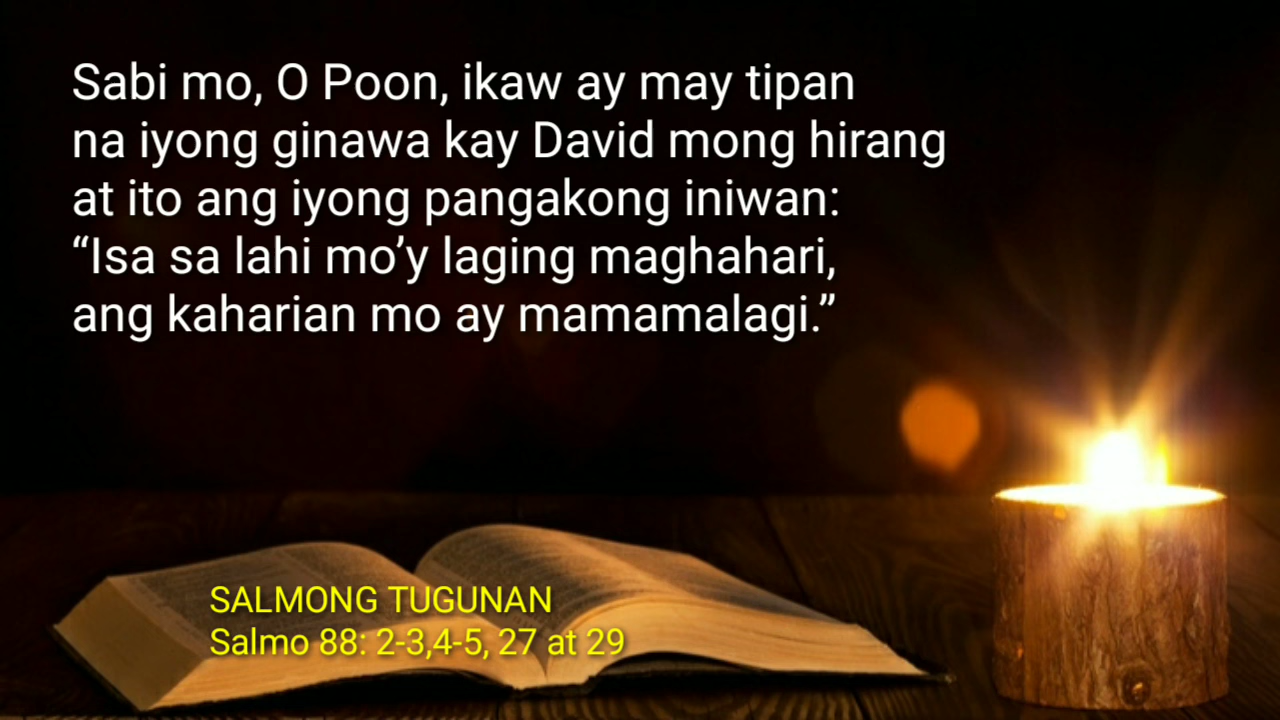 Sabi mo, O Poon, ikaw ay may tipan
na iyong ginawa kay David mong hirang
at ito ang iyong pangakong iniwan:
“Isa sa lahi mo’y laging maghahari,
ang kaharian mo ay mamamalagi.”
SALMONG TUGUNAN
Salmo 88: 2-3,4-5, 27 at 29